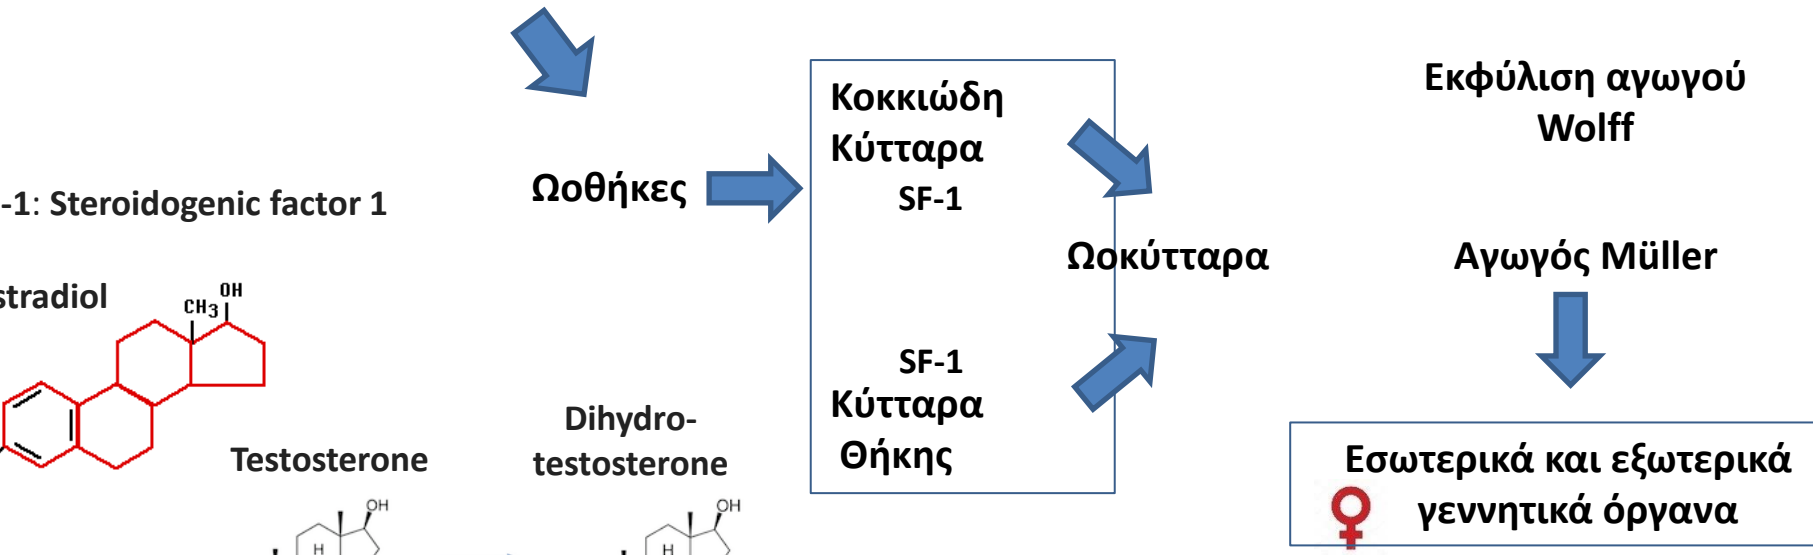 Κοκκιώδη
Κύτταρα
SF-1
Εκφύλιση αγωγού
Wolff
Ωοθήκες
-1: Steroidogenic factor 1
Ωοκύτταρα
Αγωγός Müller
stradiol
CH3
OH
SF-1
Κύτταρα
Θήκης
Dihydro-
testosterone
Testosterone
Εσωτερικά και εξωτερικά
γεννητικά όργανα
OH
H
OH
H